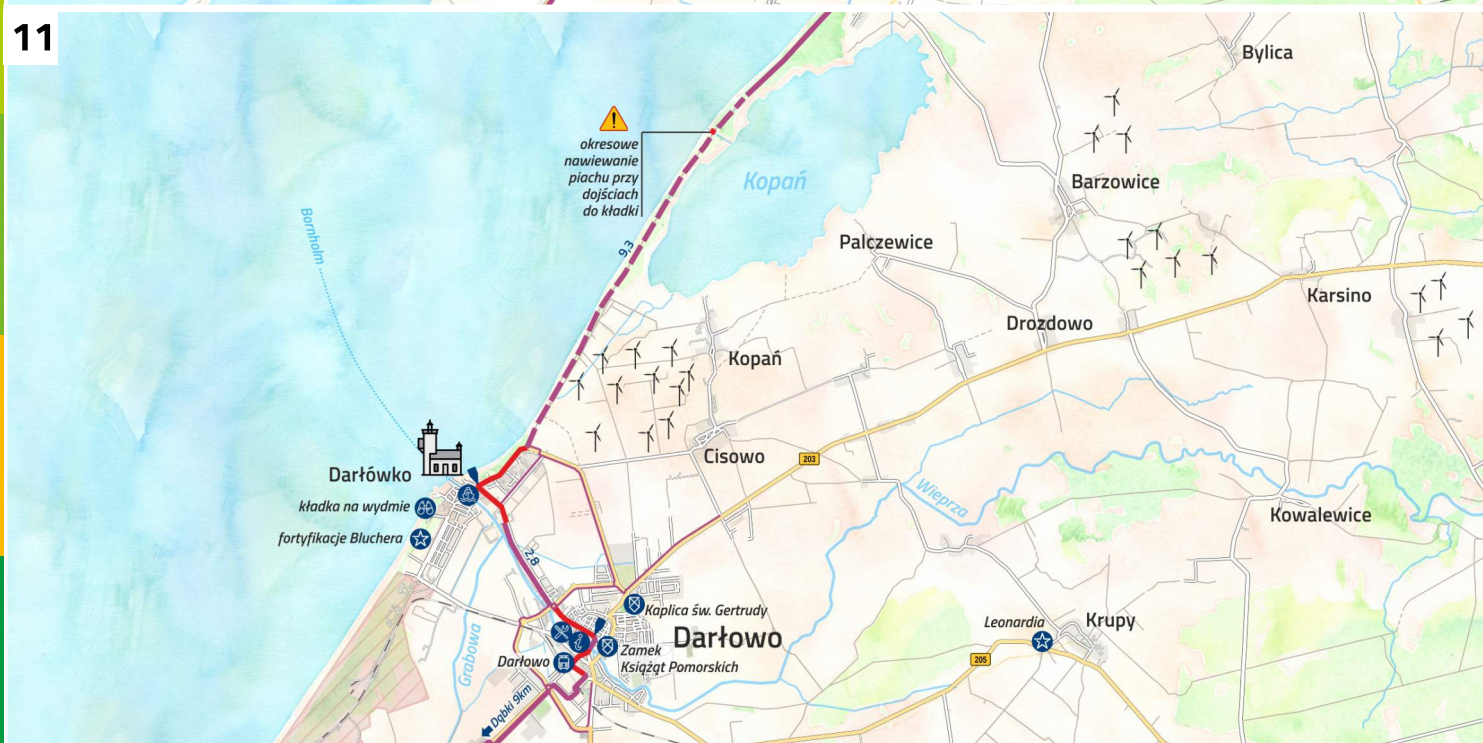 11
Bylica
okresowe
nawiewanie
piachu przy
dojściach
do kładki
Kopań
Barzowice
Bornholm
9,3
Palczewice
Karsino
Drozdowo
Kopań
Cisowo
203
Darłówko
kładka na wydmie
fortyfikacje Bluchera
Wieprza
Kowalewice
2,8
Kaplica św. Gertrudy
Darłowo
Zamek
Książąt Pomorskich
Darłowo
Grabowa
Dąbki 9km
Leonardia
Krupy
205